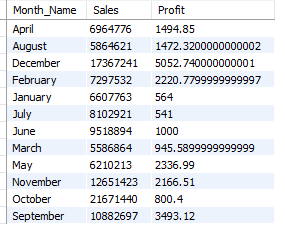 Month_Name Sales Profit
April 6964776 1494.85
August 5864621 1472.3200000000002
December 17367241 5052.740000000001
February 7297532 2220.7799999999997
January 6607763 564
July 8102921 541
June 9518894 1000
March 5586864 945.5899999999999
May 6210213 2336.99
November 12651423 2166.51
October 21671440 800.4
September 10882697 3493.12